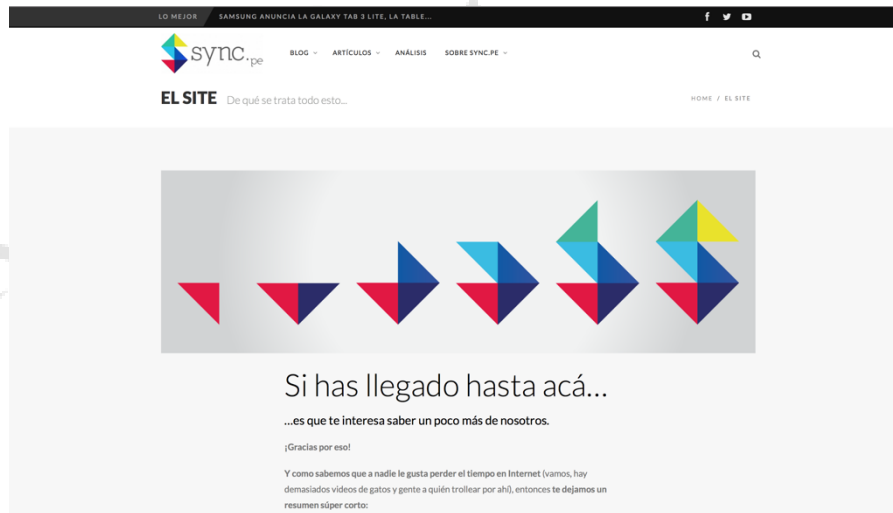 LO MEJOR SAMSUNG ANUNCIA LA GALAXY TAB 3 LITE, LA TABLE...
sync.pe BLOG ARTÍCULOS ANÁLISIS SOBRE SYNC.PE
EL SITE De qué se trata todo esto... HOME / EL SITE
Si has llegado hasta acá...
...es que te interesa saber un poco más de nosotros.
¡Gracias por eso!
Y como sabemos que a nadie le gusta perder el tiempo en Internet (vamos, hay
demasiados videos de gatos y gente a quién trollear por ahí), entonces te dejamos un
resumen súper corto: